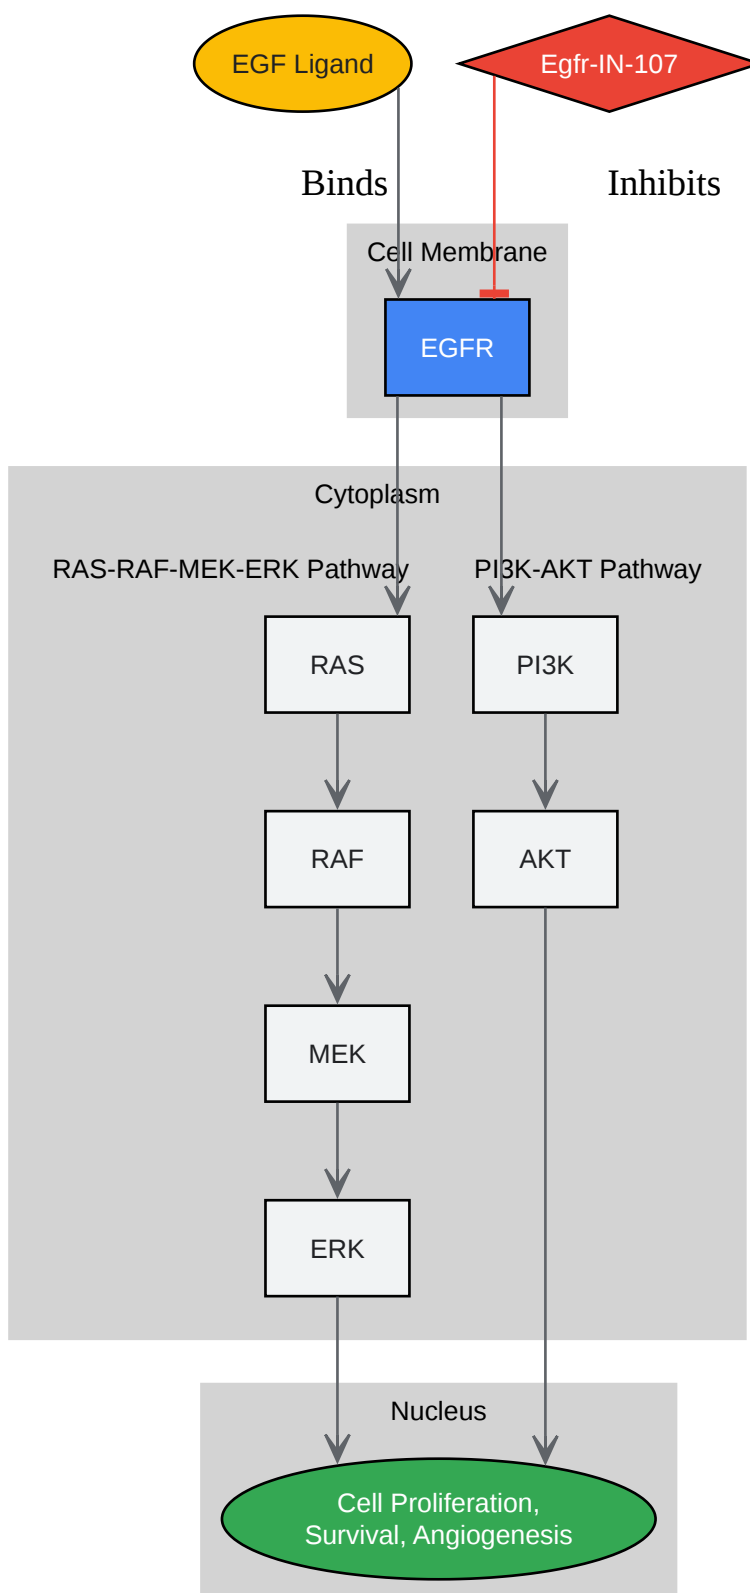 EGF Ligand
Egfr-IN-107
Binds
Inhibits
Cell Membrane
EGFR
Cytoplasm
RAS-RAF-MEK-ERK Pathway
PI3K-AKT Pathway
RAS
PI3K
RAF
AKT
MEK
ERK
Nucleus
Cell Proliferation,
Survival, Angiogenesis